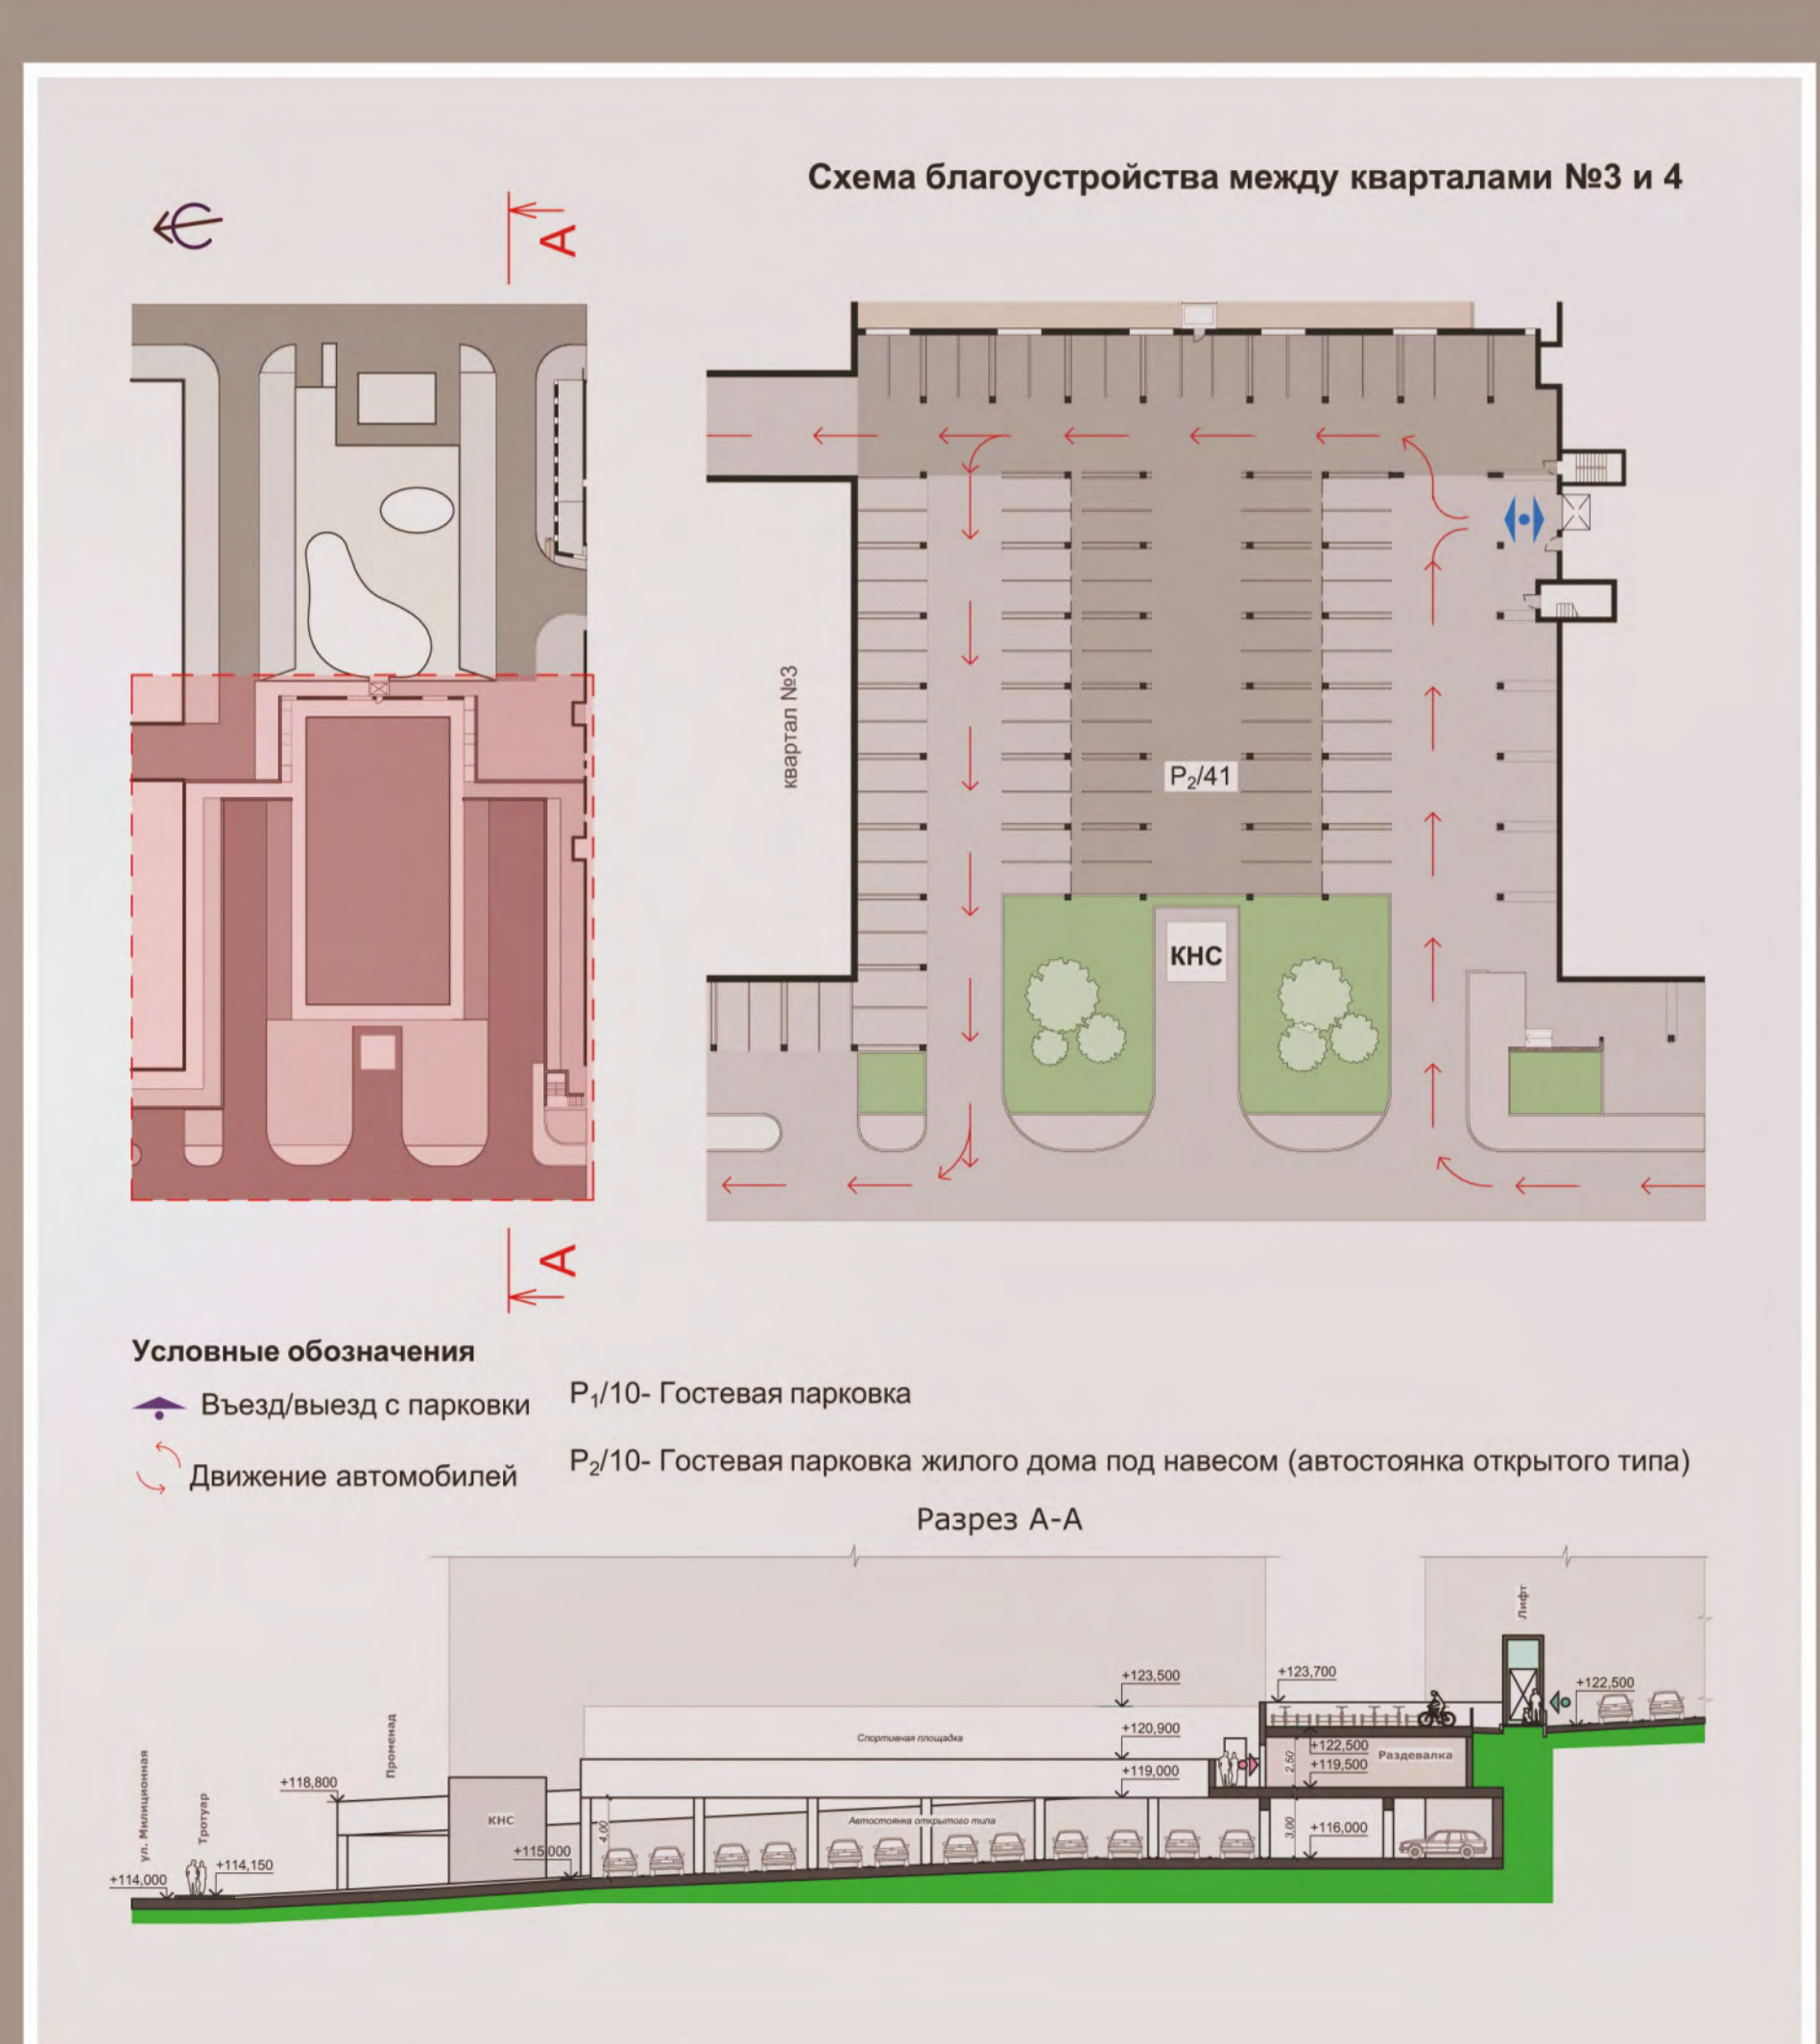 Схема благоустройства между кварталами №3 и 4
А
квартал №3
P₂/41
КНС
А
Условные обозначения
Въезд/выезд с парковки
Движение автомобилей
P₁/10- Гостевая парковка
P₂/10- Гостевая парковка жилого дома под навесом (автостоянка открытого типа)
Разрез А-А
Лифт
+123,500
+123,700
+122,500
+120,900
Спортивная площадка
+122,500
Раздевалка
2,50
+119,500
+119,000
Променад
+118,800
ул. Милиционная
Тротуар
КНС
Автостоянка открытого типа
4,00
3,00
+116,000
+115,000
+114,150
+114,000